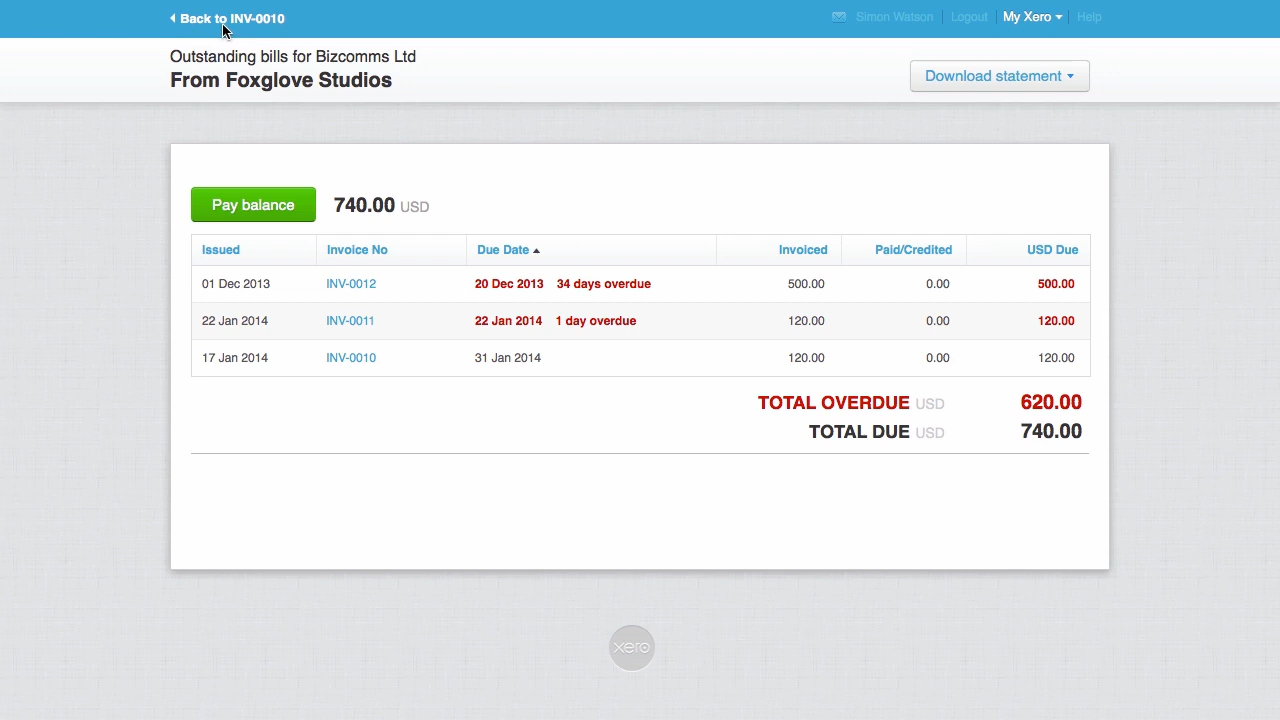 Back to INV-0010
Simon Watson Logout My Xero Help
Outstanding bills for Bizcomms Ltd
From Foxglove Studios
Download statement
Pay balance 740.00 USD
Issued Invoice No Due Date Invoiced Paid/Credited USD Due
01 Dec 2013 INV-0012 20 Dec 2013 34 days overdue 500.00 0.00 500.00
22 Jan 2014 INV-0011 22 Jan 2014 1 day overdue 120.00 0.00 120.00
17 Jan 2014 INV-0010 31 Jan 2014 120.00 0.00 120.00
TOTAL OVERDUE USD 620.00
TOTAL DUE USD 740.00
xero